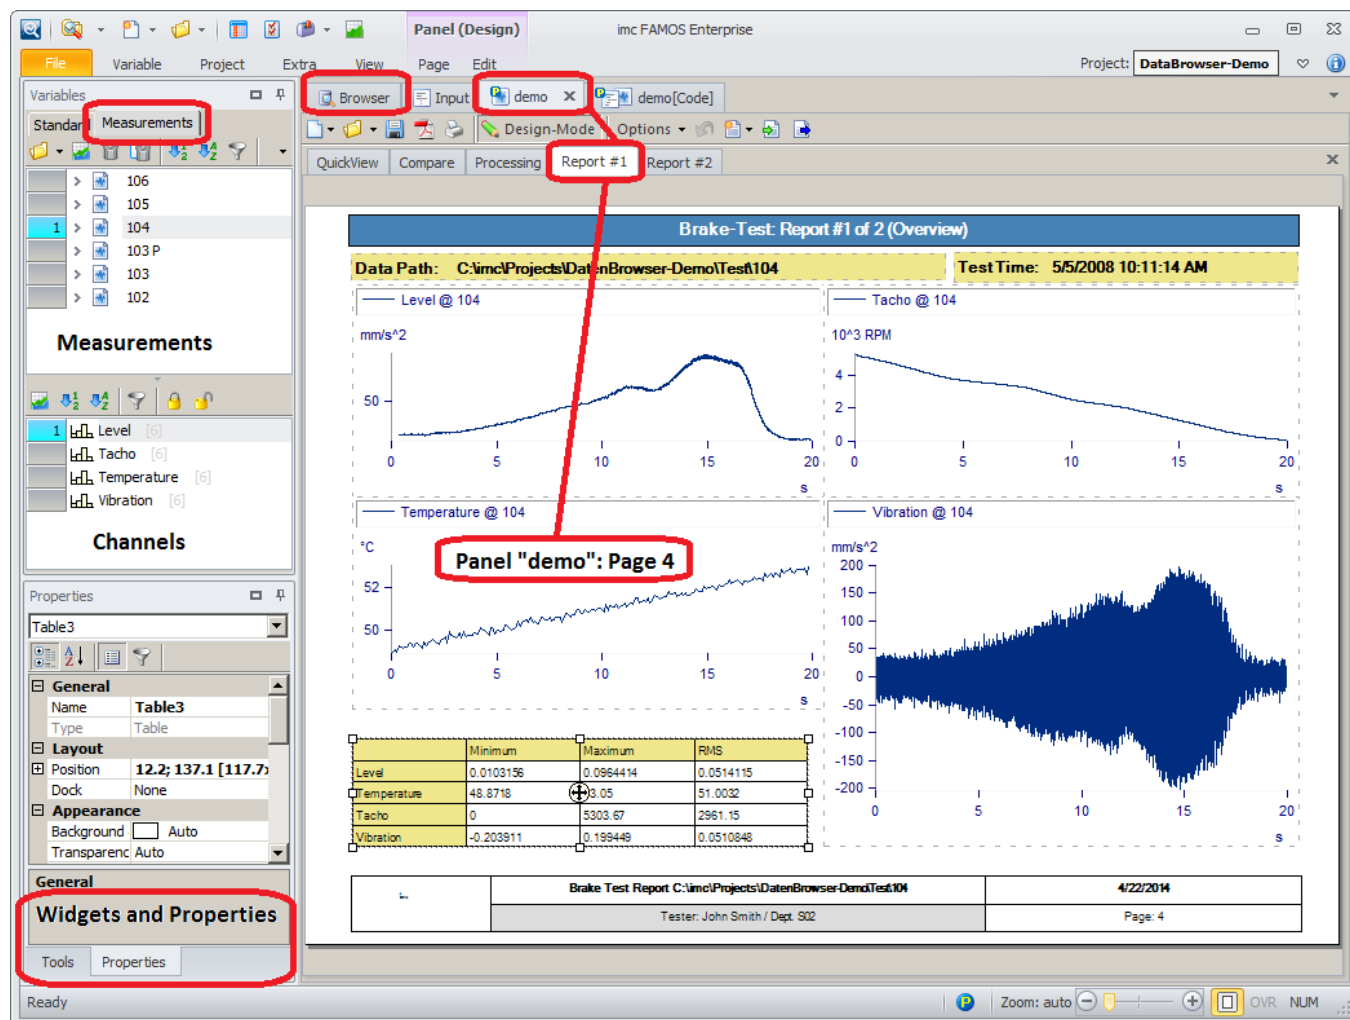 Panel (Design)
imc FAMOS Enterprise
File
Variable
Project
Extra
View
Page
Edit
Project: DataBrowser-Demo
Variables
Standard
Measurements
106
105
1 104
103 P
103
102
Measurements
1 Level [6]
Tacho [6]
Temperature [6]
Vibration [6]
Channels
Properties
Table3
General
Name Table3
Type Table
Layout
Position 12.2; 137.1 [117.7
Dock None
Appearance
Background Auto
Transparenc Auto
General
Widgets and Properties
Tools
Properties
Browser
Input
demo
demo[Code]
Design-Mode
Options
QuickView
Compare
Processing
Report #1
Report #2
Brake-Test: Report #1 of 2 (Overview)
Data Path: C:\imc\Projects\DatenBrowser-Demo\Test\104
Test Time: 5/5/2008 10:11:14 AM
Level @ 104
mm/s^2
50
0 5 10 15 20
s
Tacho @ 104
10^3 RPM
4
2
0
0 5 10 15 20
s
Temperature @ 104
°C
52
50
0 5 10 15 20
s
Panel "demo": Page 4
Vibration @ 104
mm/s^2
200
150
100
50
0
-50
-100
-150
-200
0 5 10 15 20
s
Minimum Maximum RMS
Level 0.0103156 0.0964414 0.0514115
Temperature 48.8718 3.05 51.0032
Tacho 0 5303.67 2961.15
Vibration -0.203911 0.199449 0.0510848
Brake Test Report C:\imc\Projects\DatenBrowser-Demo\Test\104
4/22/2014
Tester: John Smith / Dept. S02
Page: 4
Ready
Zoom: auto
OVR NUM